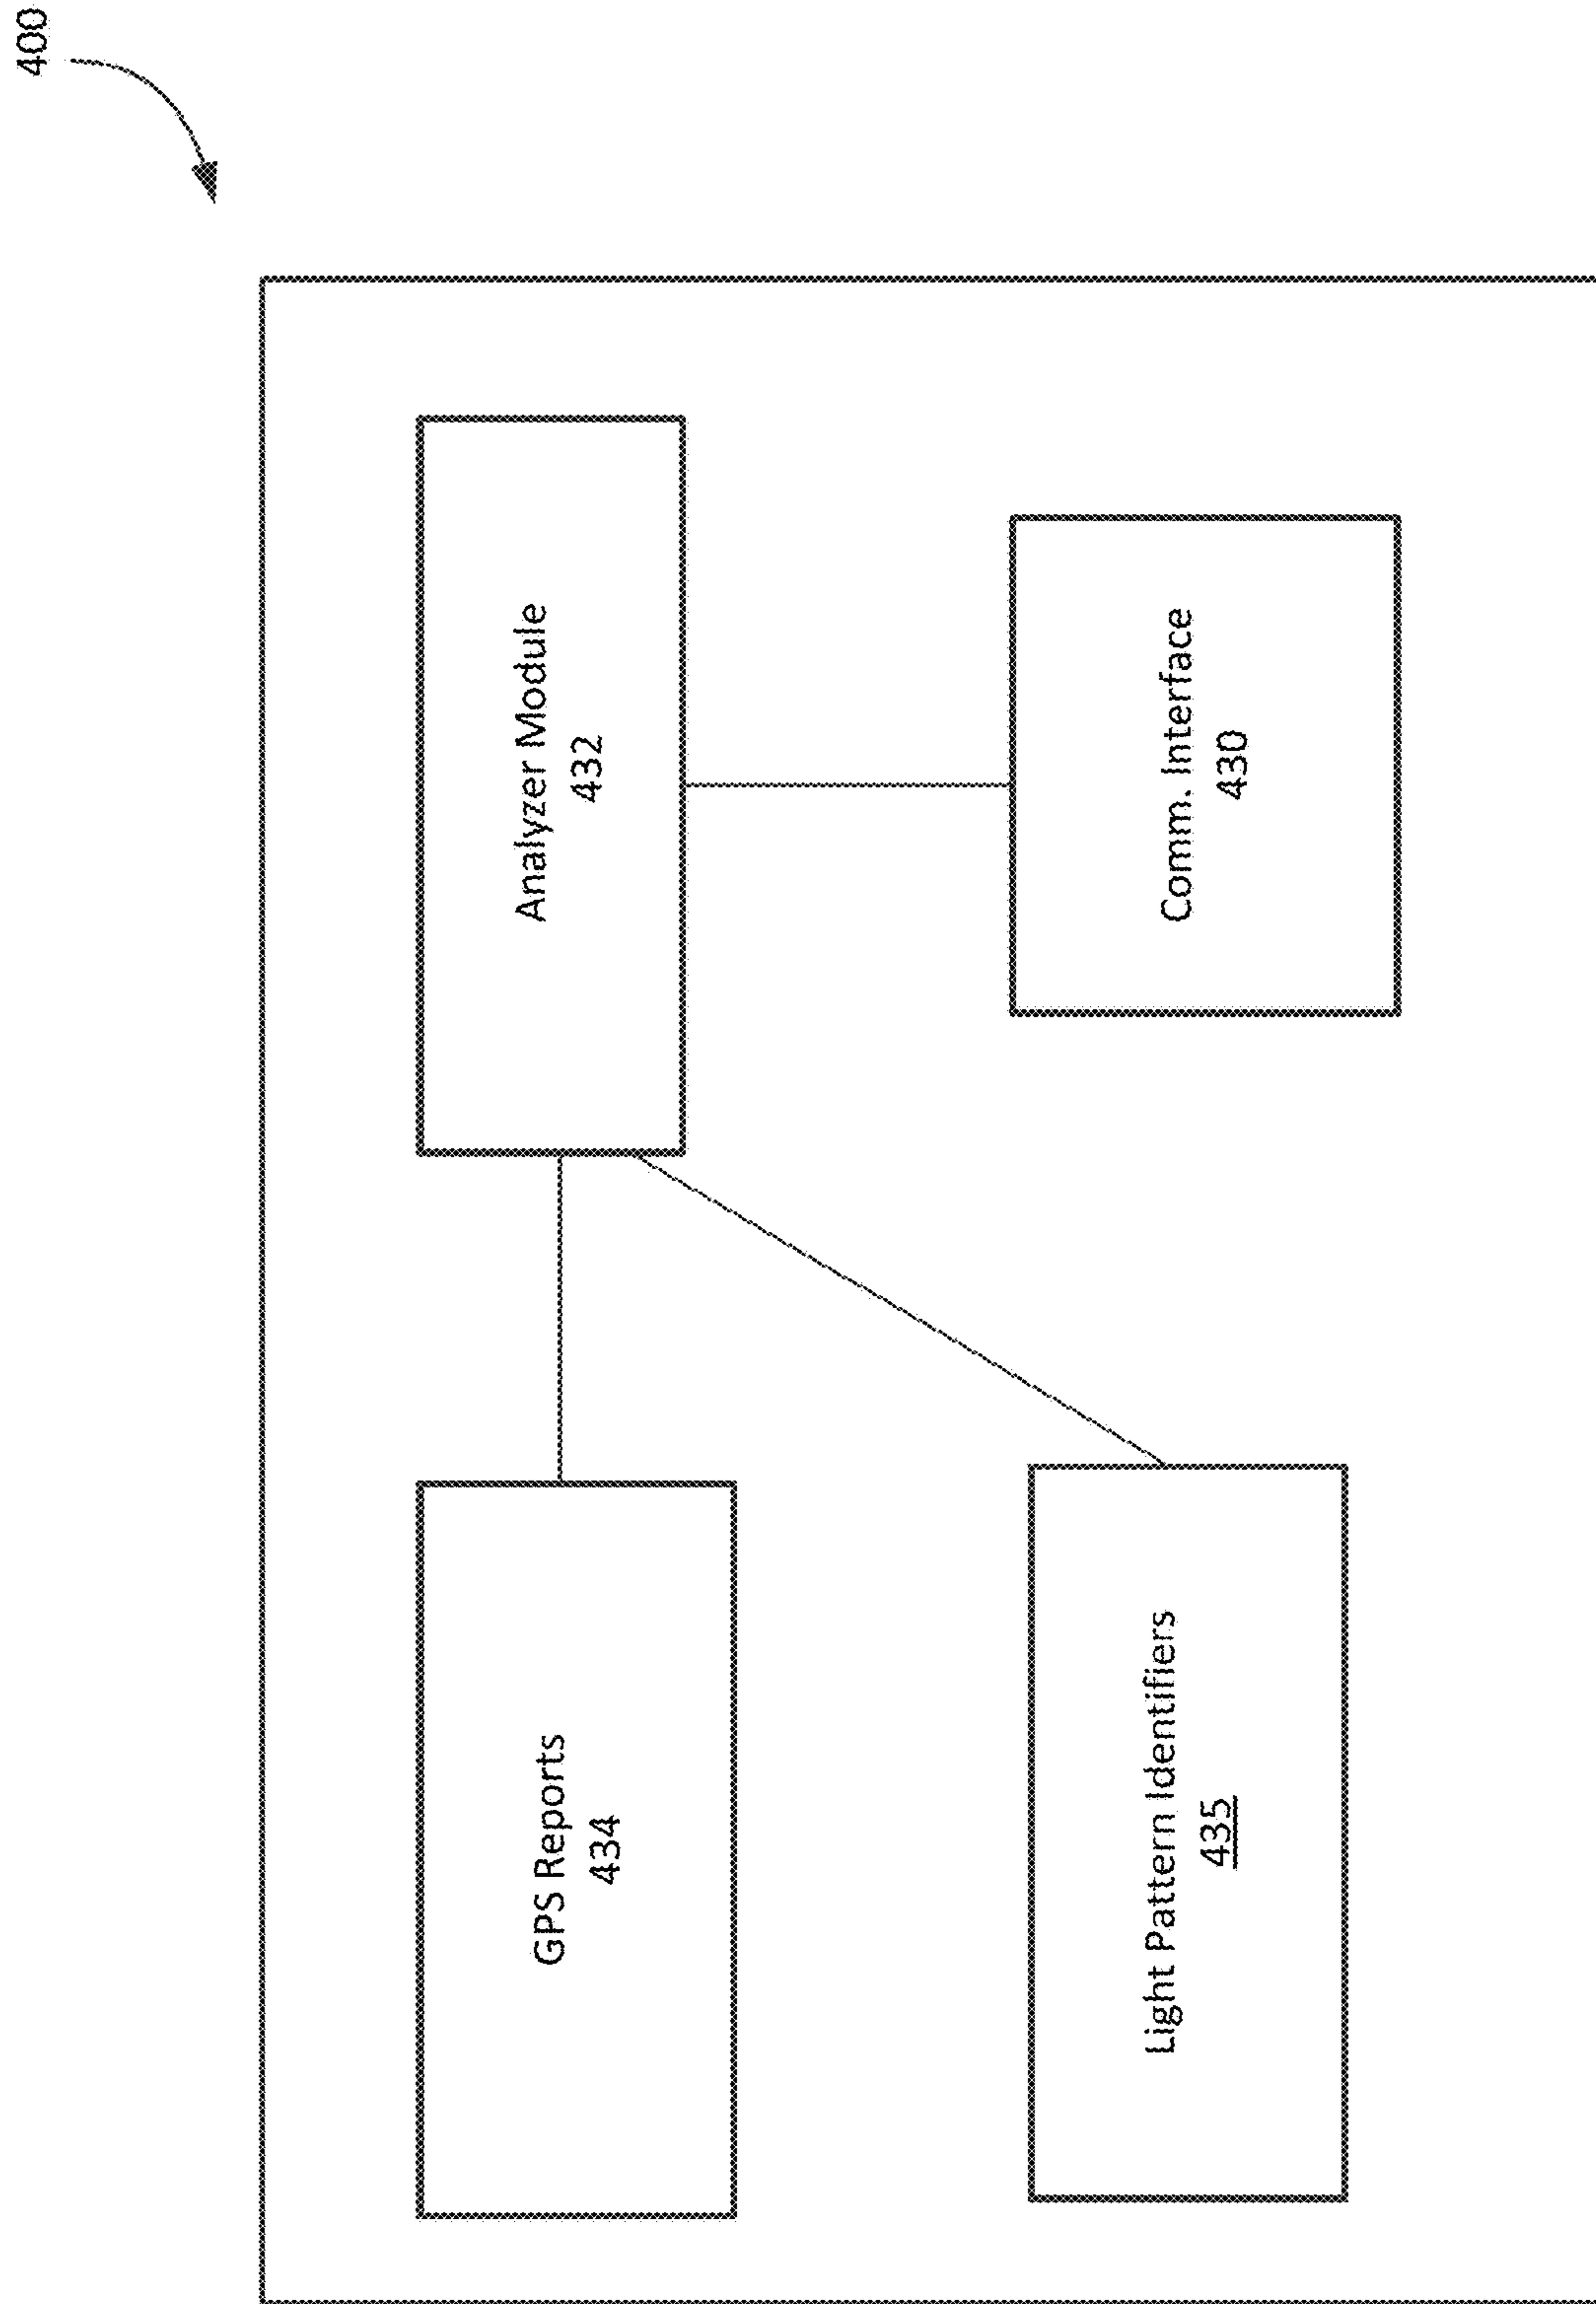 400
GPS Reports
434
Analyzer Module
432
Light Pattern Identifiers
435
Comm. Interface
430